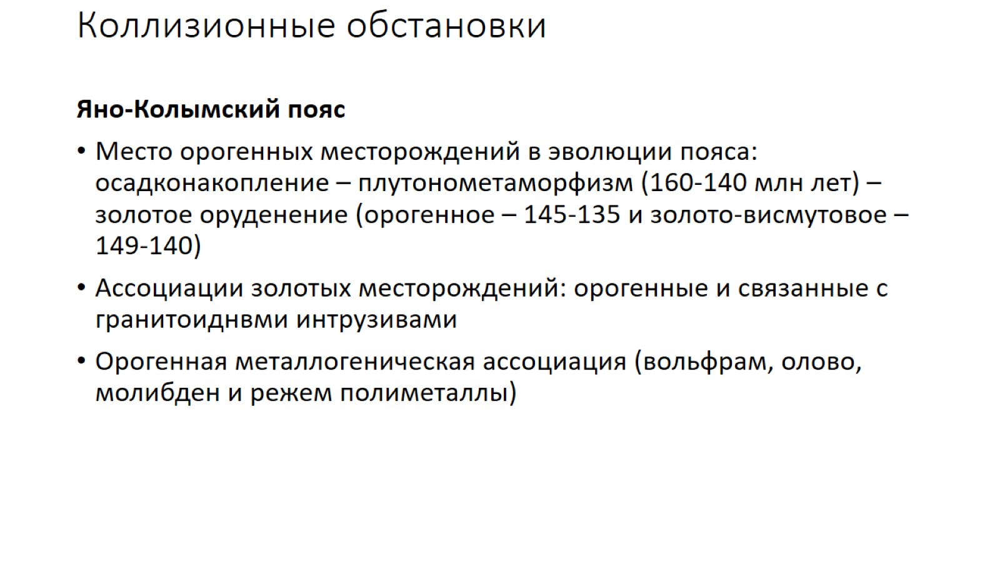 Коллизионные обстановки
Яно-Колымский пояс
• Место орогенных месторождений в эволюции пояса:
осадконакопление – плутонометаморфизм (160-140 млн лет) –
золотое оруденение (орогенное – 145-135 и золото-висмутовое –
149-140)
• Ассоциации золотых месторождений: орогенные и связанные с
гранитоиднвми интрузивами
• Орогенная металлогеническая ассоциация (вольфрам, олово,
молибден и режем полиметаллы)